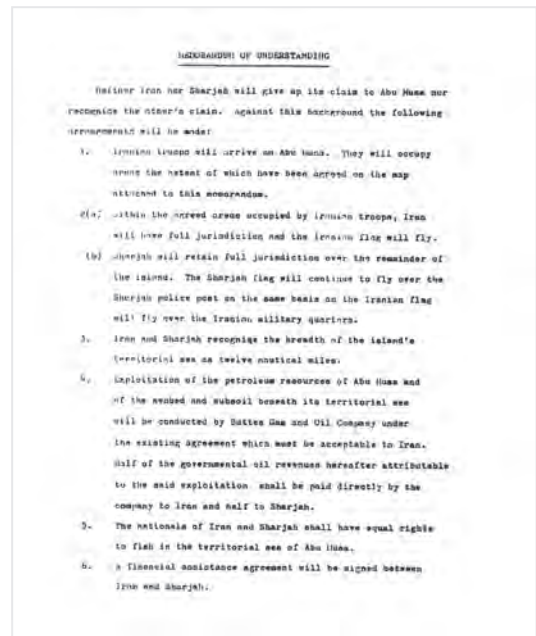 MEMORANDUM OF UNDERSTANDING
Neither Iran nor Sharjah will give up its claim to Abu Musa nor
recognise the other's claim. Against this background the following
arrangements will be made:
1. Iranian troops will arrive on Abu Musa. They will occupy
areas the extent of which have been agreed on the map
attached to this memorandum.
2(a) Within the agreed areas occupied by Iranian troops, Iran
will have full jurisdiction and the Iranian flag will fly.
(b) Sharjah will retain full jurisdiction over the remainder of
the island. The Sharjah flag will continue to fly over the
Sharjah police post on the same basis as the Iranian flag
will fly over the Iranian military quarters.
3. Iran and Sharjah recognise the breadth of the island's
territorial sea as twelve nautical miles.
4. Exploitation of the petroleum resources of Abu Musa and
of the seabed and subsoil beneath its territorial sea
will be conducted by Buttes Gas and Oil Company under
the existing agreement which must be acceptable to Iran.
Half of the governmental oil revenues hereafter attributable
to the said exploitation shall be paid directly by the
company to Iran and half to Sharjah.
5. The nationals of Iran and Sharjah shall have equal rights
to fish in the territorial sea of Abu Musa.
6. A financial assistance agreement will be signed between
Iran and Sharjah.